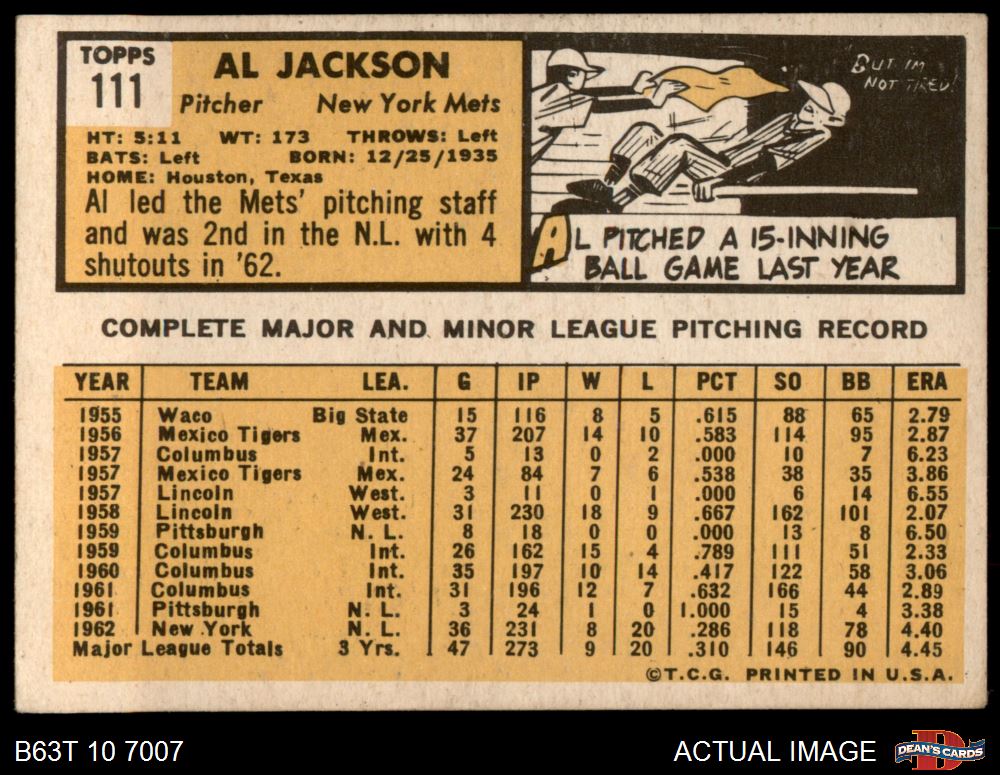 TOPPS
111
AL JACKSON
Pitcher New York Mets
HT: 5:11 WT: 173 THROWS: Left
BATS: Left BORN: 12/25/1935
HOME: Houston, Texas
Al led the Mets' pitching staff
and was 2nd in the N.L. with 4
shutouts in '62.
BUT IM
NOT TIRED!
AL PITCHED A 15-INNING
BALL GAME LAST YEAR
COMPLETE MAJOR AND MINOR LEAGUE PITCHING RECORD
YEAR TEAM LEA. G IP W L PCT SO BB ERA
1955 Waco Big State 15 116 8 5 .615 88 65 2.79
1956 Mexico Tigers Mex. 37 207 14 10 .583 114 95 2.87
1957 Columbus Int. 5 13 0 2 .000 10 7 6.23
1957 Mexico Tigers Mex. 24 84 7 6 .538 38 35 3.86
1957 Lincoln West. 3 11 0 1 .000 6 14 6.55
1958 Lincoln West. 31 230 18 9 .667 162 101 2.07
1959 Pittsburgh N. L. 8 18 0 0 .000 13 8 6.50
1959 Columbus Int. 26 162 15 4 .789 111 51 2.33
1960 Columbus Int. 35 197 10 14 .417 122 58 3.06
1961 Columbus Int. 31 196 12 7 .632 166 44 2.89
1961 Pittsburgh N. L. 3 24 1 0 1.000 15 4 3.38
1962 New York N. L. 36 231 8 20 .286 118 78 4.40
Major League Totals 3 Yrs. 47 273 9 20 .310 146 90 4.45
©T.C.G. PRINTED IN U.S.A.
B63T 10 7007
ACTUAL IMAGE
D
DEAN'S CARDS